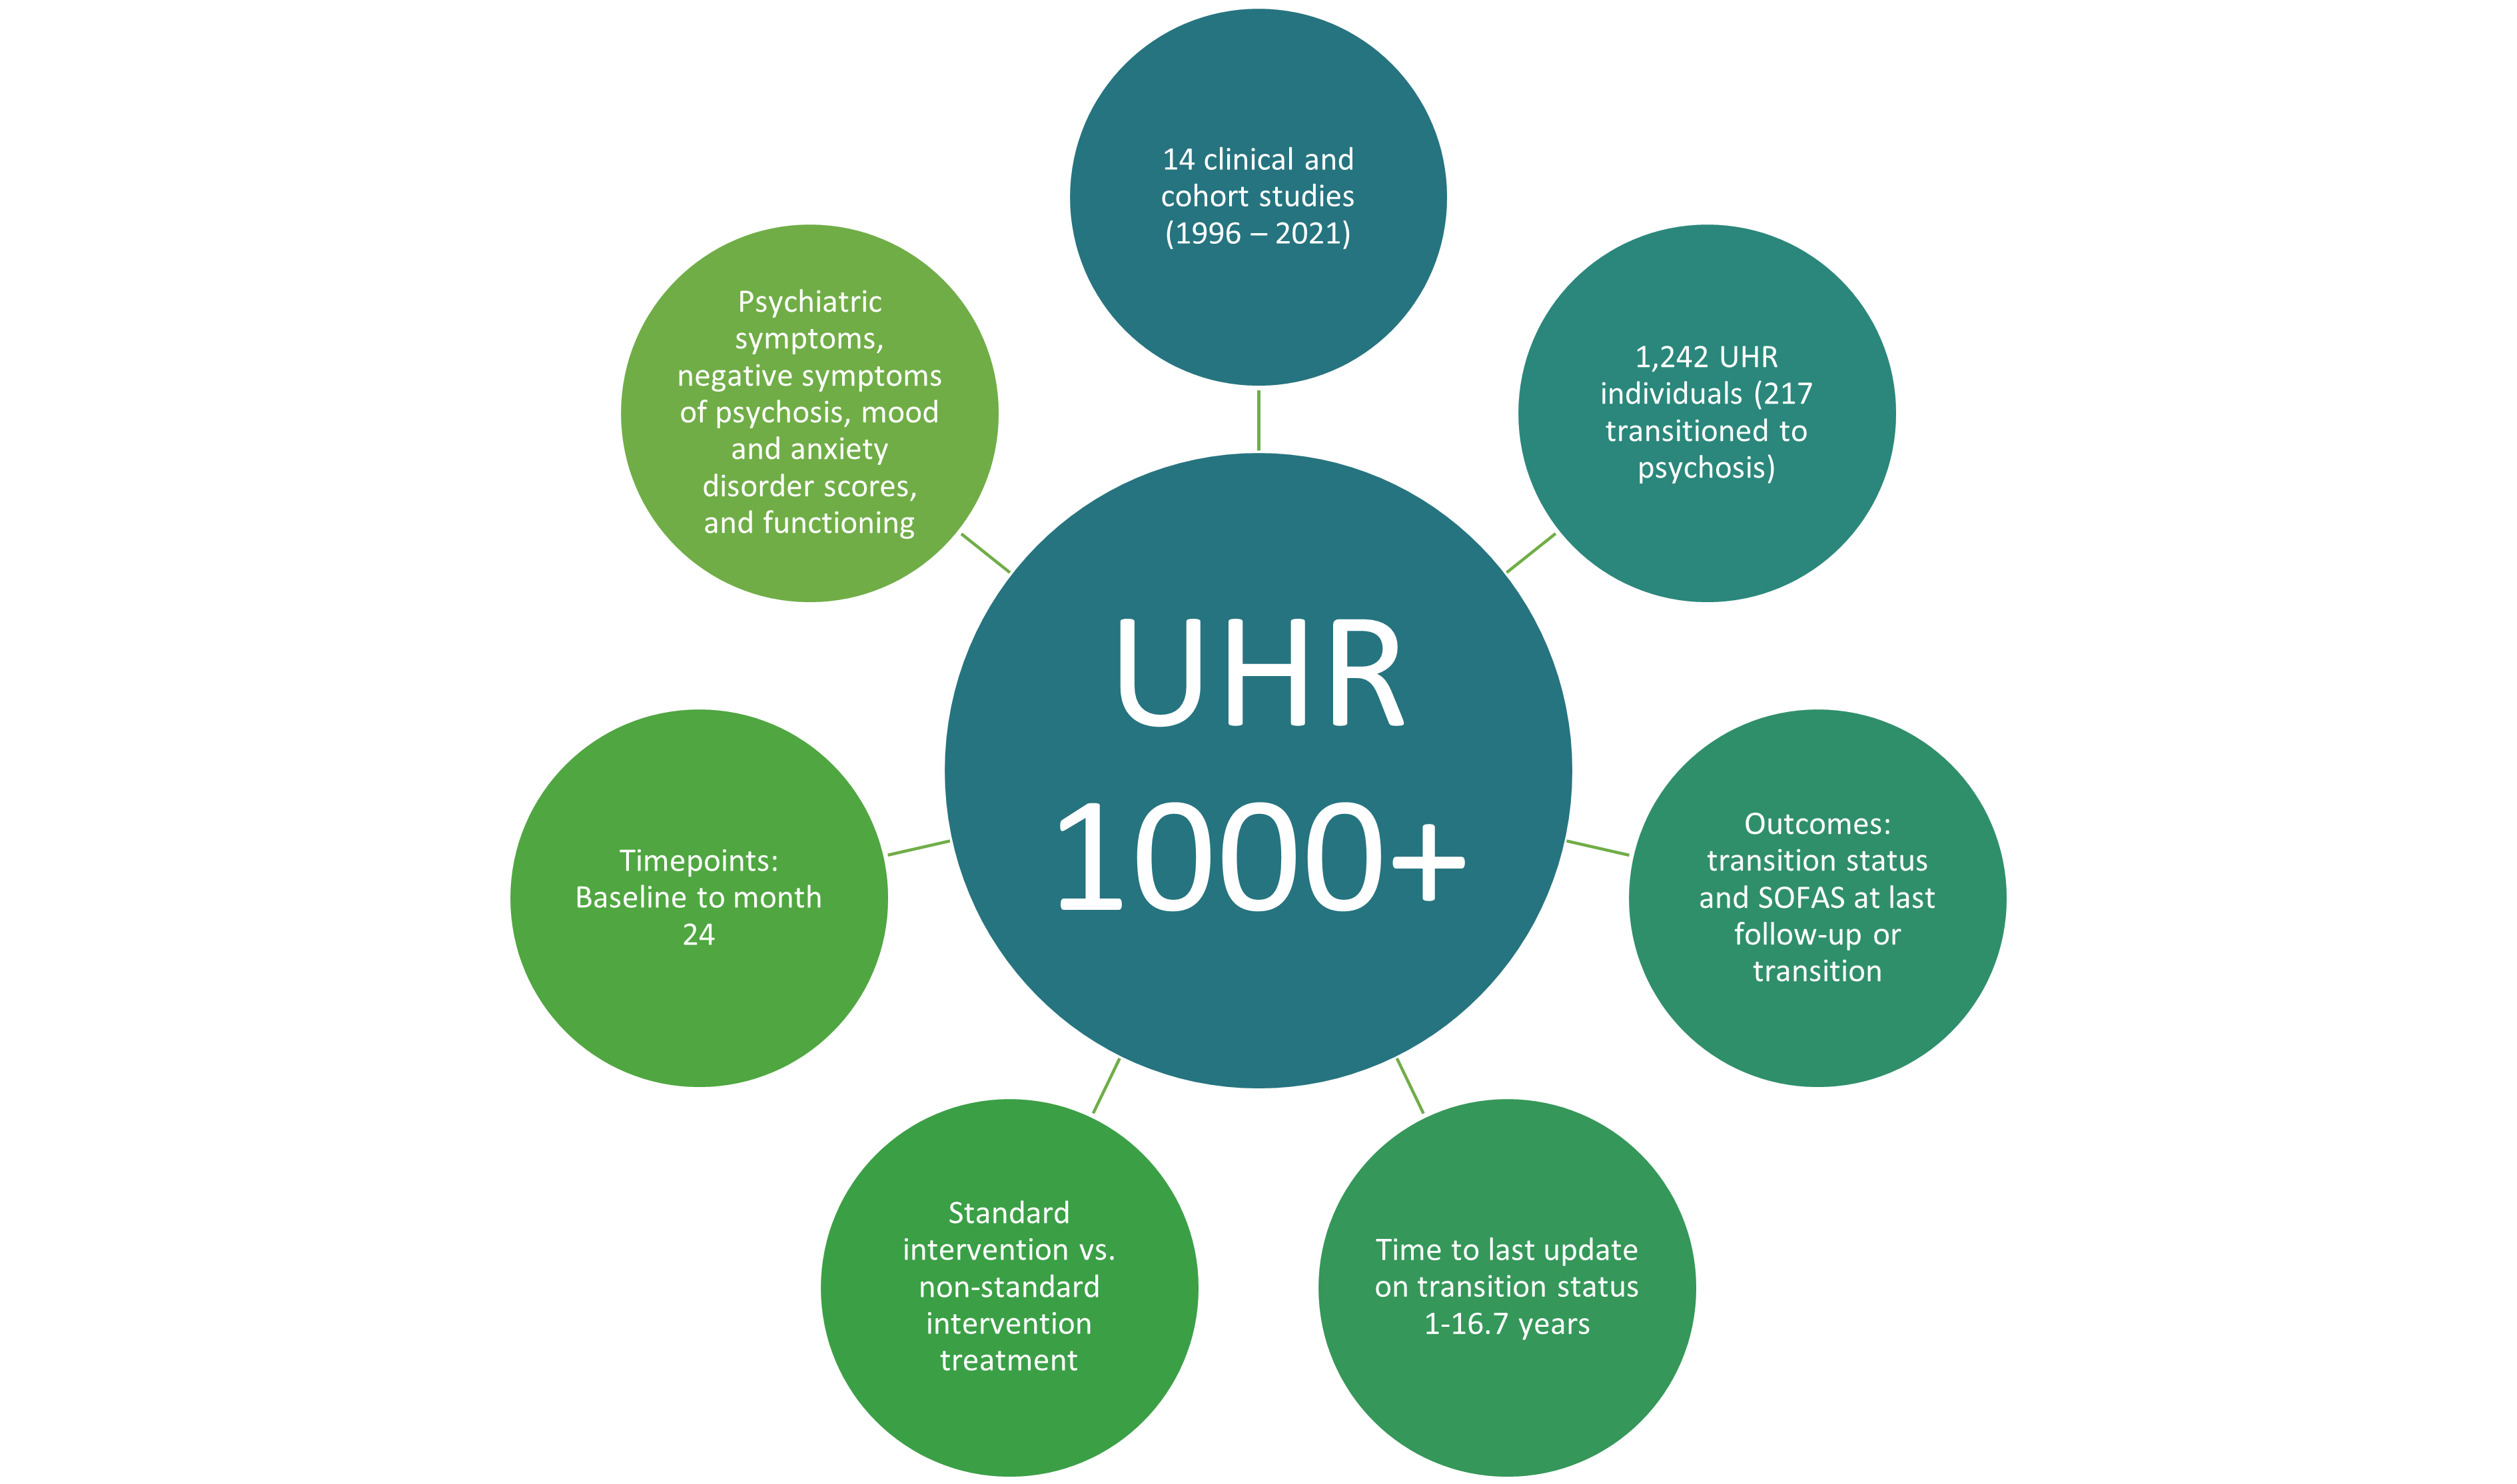 14 clinical and
cohort studies
(1996 – 2021)
1,242 UHR
individuals (217
transitioned to
psychosis)
Outcomes:
transition status
and SOFAS at last
follow-up or
transition
Time to last update
on transition status
1-16.7 years
Standard
intervention vs.
non-standard
intervention
treatment
Timepoints:
Baseline to month
24
Psychiatric
symptoms,
negative symptoms
of psychosis, mood
and anxiety
disorder scores,
and functioning
UHR
1000+